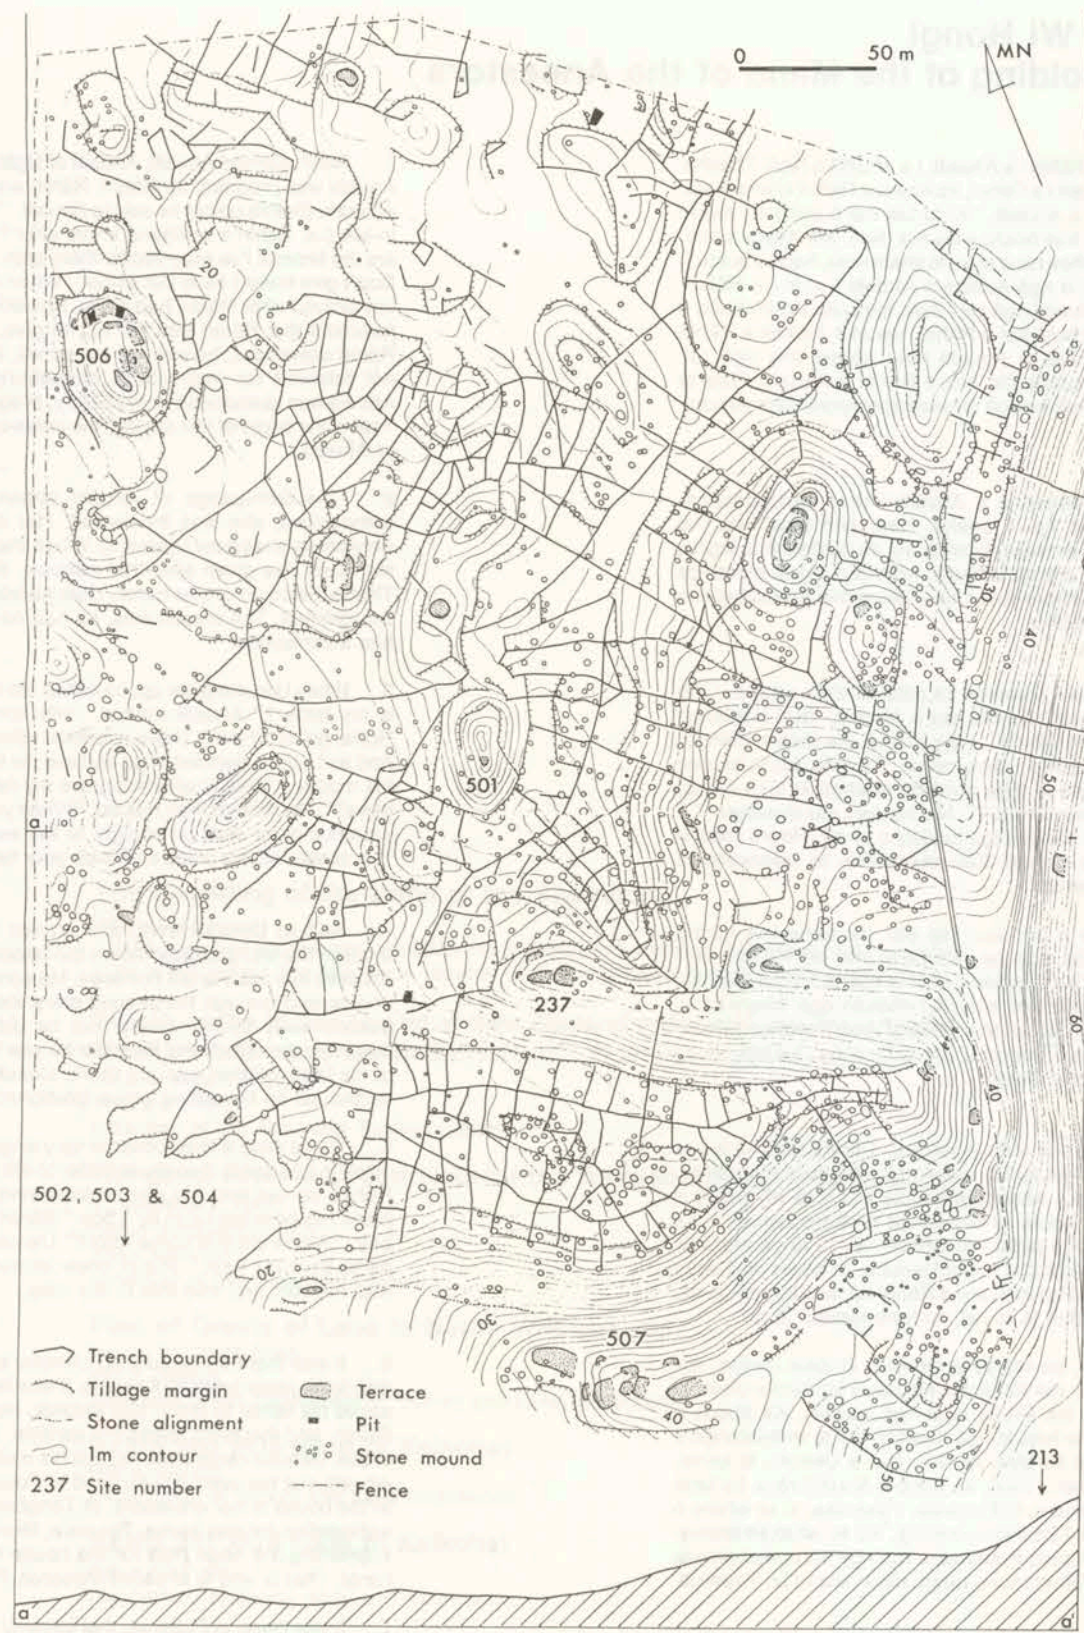 0 50 m
MN
20
8
506
30
40
501
50
a
237
60
40
502, 503 & 504
20
30
507
40
50
Trench boundary
Tillage margin
Stone alignment
1m contour
237 Site number
Terrace
Pit
Stone mound
Fence
213
a
a'